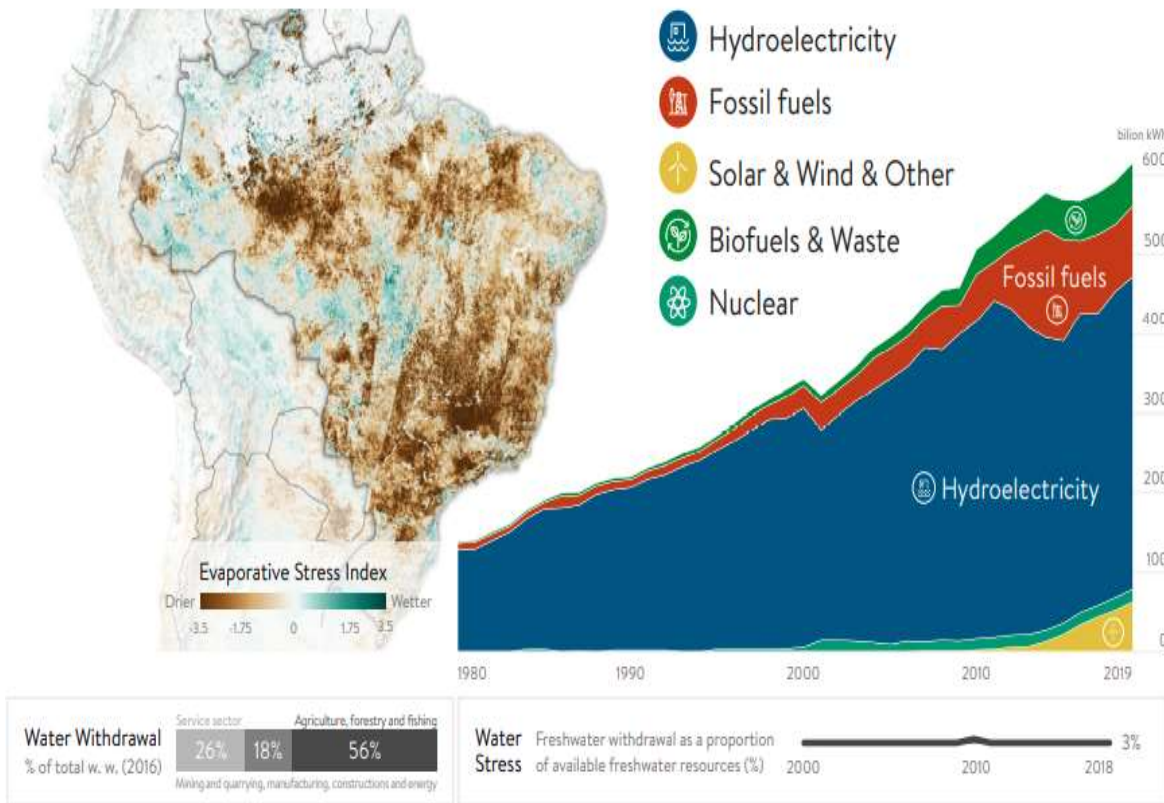 Hydroelectricity
Fossil fuels
Solar & Wind & Other
Biofuels & Waste
Nuclear
bilion kWh
600
500
400
300
200
100
0
Fossil fuels
Hydroelectricity
1980 1990 2000 2010 2019
Evaporative Stress Index
Drier Wetter
-3.5 -1.75 0 1.75 3.5
Water Withdrawal
% of total w. w. (2016)
Service sector Agriculture, forestry and fishing
26% 18% 56%
Mining and quarrying, manufacturing, constructions and energy
Water
Stress
Freshwater withdrawal as a proportion
of available freshwater resources (%)
3%
2000 2010 2018